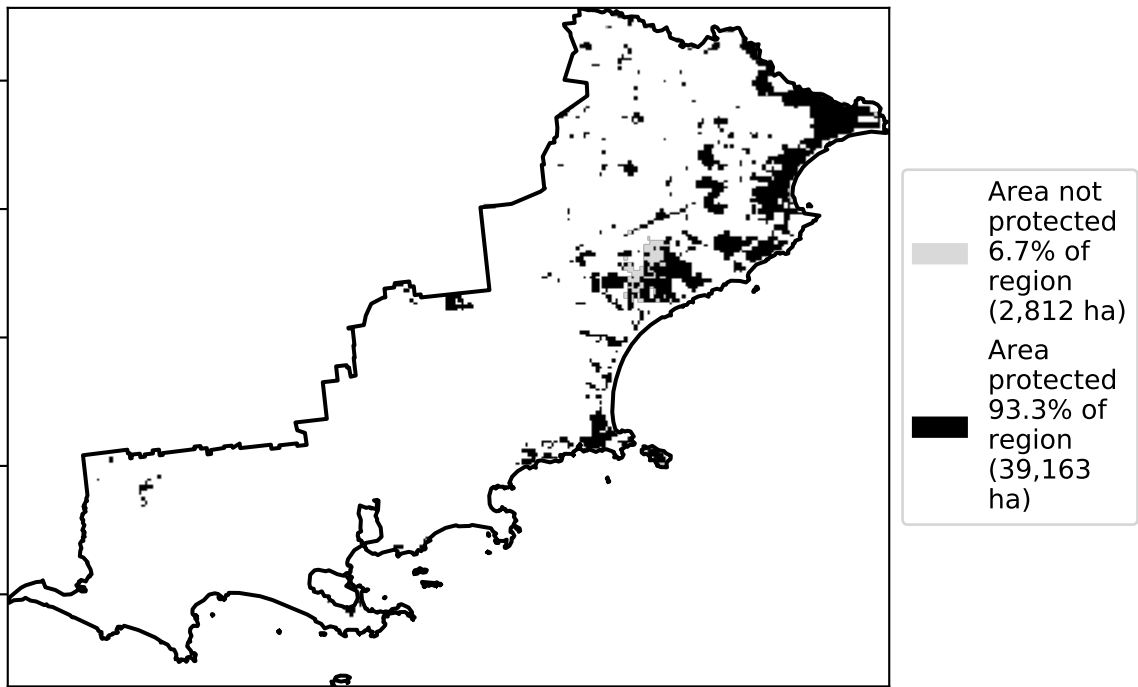 Area not
protected
6.7% of
region
(2,812 ha)
Area
protected
93.3% of
region
(39,163
ha)